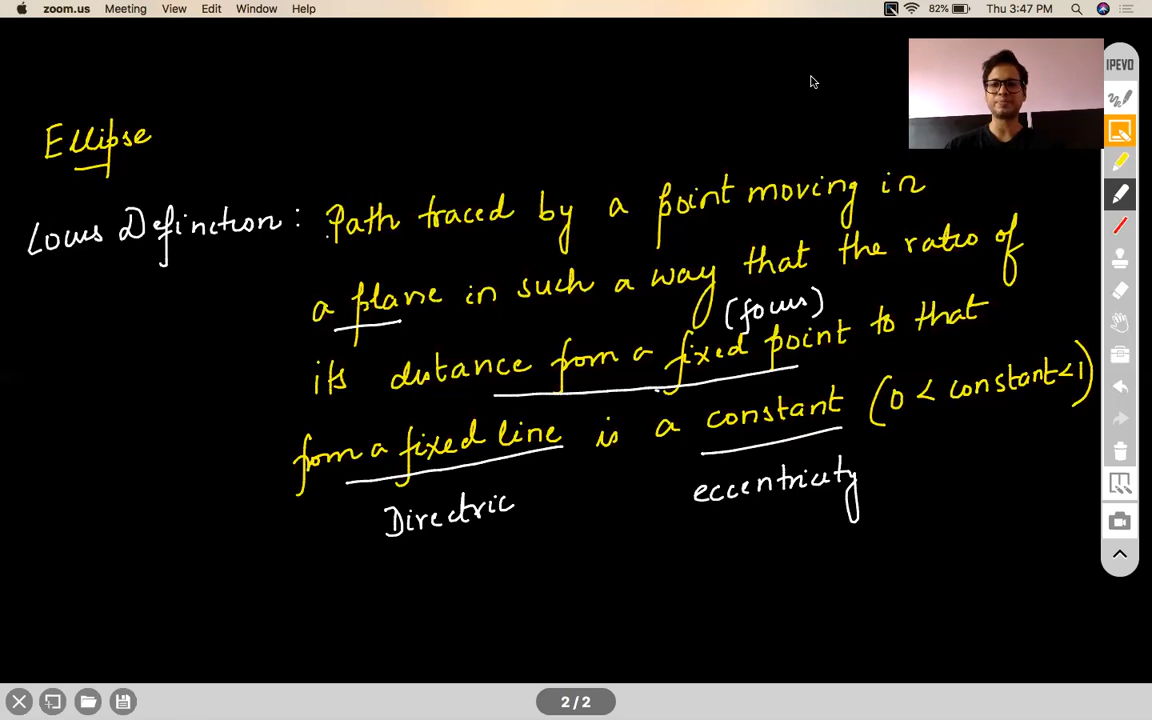 zoom.us Meeting View Edit Window Help 82% Thu 3:47 PM
IPEVO
Ellipse
Locus Definition : Path traced by a point moving in
a plane in such a way that the ratio of
(focus)
its distance from a fixed point to that
from a fixed line is a constant (0 < constant < 1)
Directric eccentricity
2/2